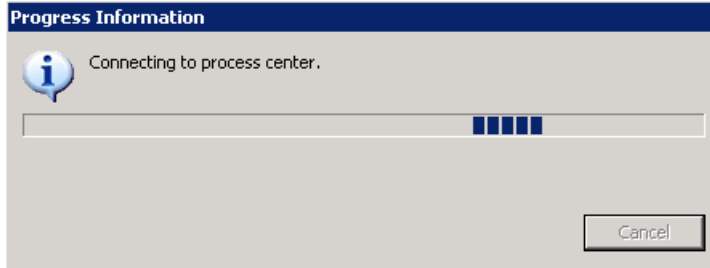 Progress Information
Connecting to process center.
Cancel